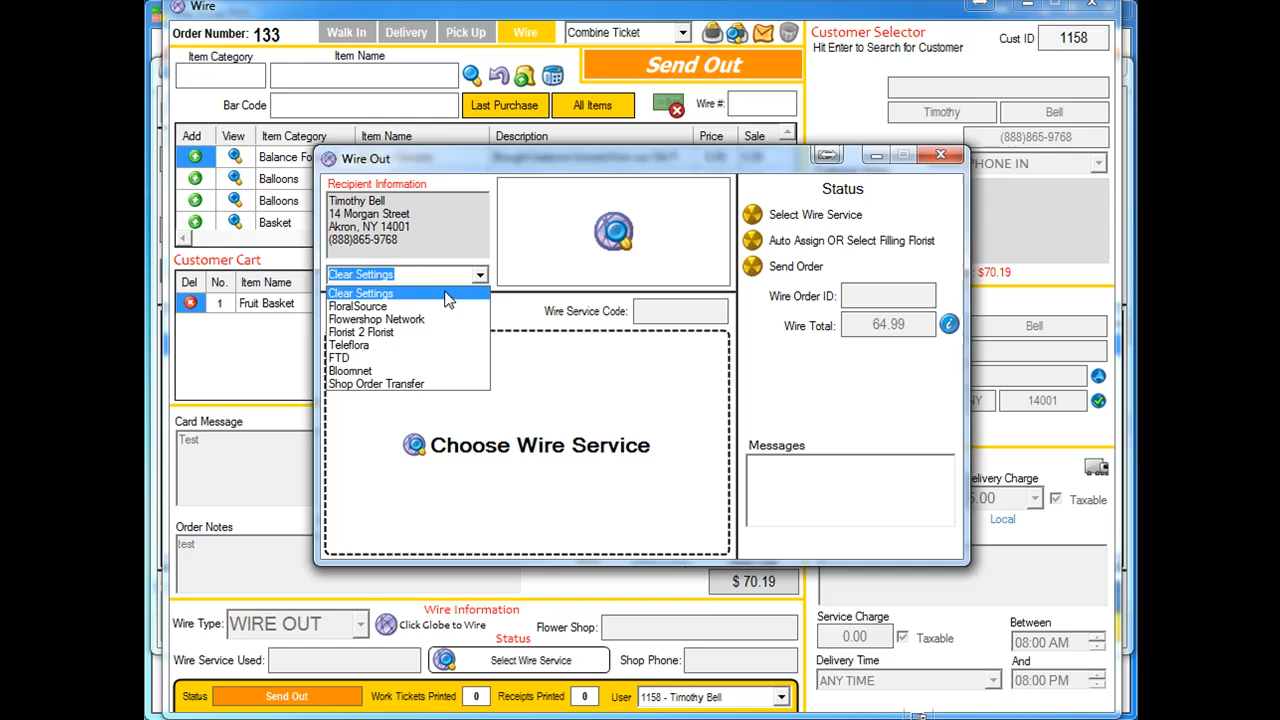 Wire
Order Number: 133
Walk In
Delivery
Pick Up
Wire
Combine Ticket
Customer Selector
Hit Enter to Search for Customer
Cust ID
1158
Item Category
Item Name
Send Out
Timothy
Bell
Bar Code
Last Purchase
All Items
Wire #:
(888)865-9768
Add
View
Item Category
Item Name
Description
Price
Sale
Balance Fo
Balloons
Balloons
Basket
PHONE IN
Wire Out
Recipient Information
Timothy Bell
14 Morgan Street
Akron, NY 14001
(888)865-9768
Clear Settings
Clear Settings
FloralSource
Flowershop Network
Florist 2 Florist
Teleflora
FTD
Bloomnet
Shop Order Transfer
Wire Service Code:
Choose Wire Service
Status
Select Wire Service
Auto Assign OR Select Filling Florist
Send Order
Wire Order ID:
Wire Total:
64.99
Messages
Customer Cart
Del
No.
Item Name
1
Fruit Basket
$70.19
Bell
NY
14001
Card Message
Test
Order Notes
test
elivery Charge
5.00
Taxable
Local
$ 70.19
Wire Information
Wire Type:
WIRE OUT
Click Globe to Wire
Flower Shop:
Status
Wire Service Used:
Select Wire Service
Shop Phone:
Service Charge
0.00
Taxable
Between
08:00 AM
Delivery Time
ANY TIME
And
08:00 PM
Status
Send Out
Work Tickets Printed
0
Receipts Printed
0
User
1158 - Timothy Bell